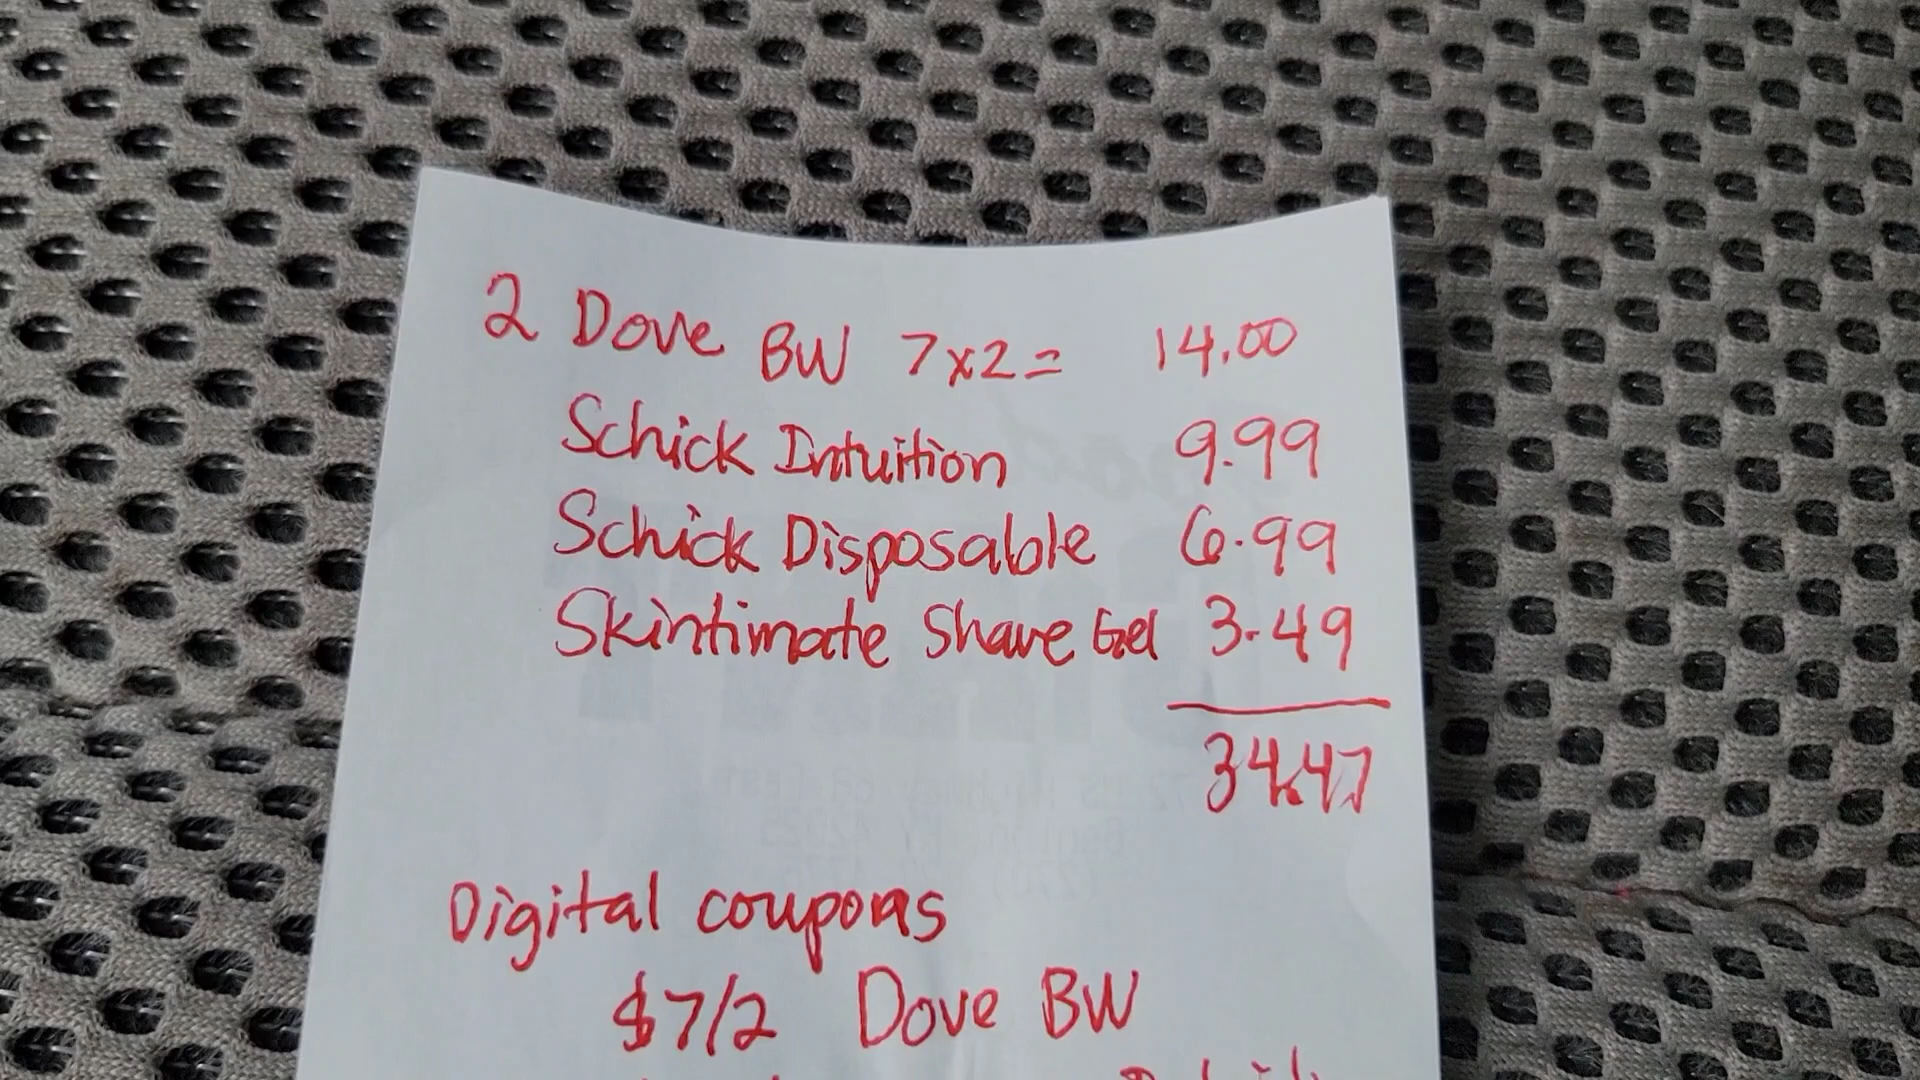 2 Dove BW 7x2= 14.00
Schick Intuition 9.99
Schick Disposable 6.99
Skintimate Shave Gel 3.49
34.47
Digital coupons
$7/2 Dove BW